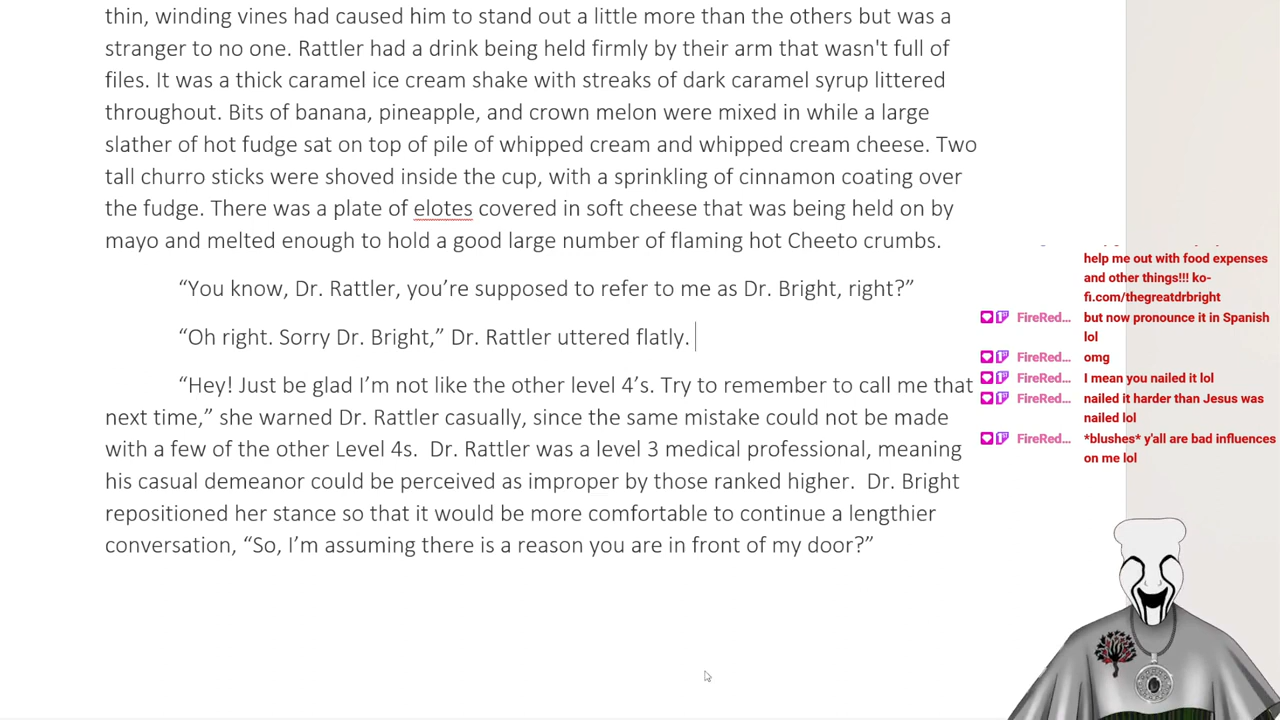 thin, winding vines had caused him to stand out a little more than the others but was a
stranger to no one. Rattler had a drink being held firmly by their arm that wasn't full of
files. It was a thick caramel ice cream shake with streaks of dark caramel syrup littered
throughout. Bits of banana, pineapple, and crown melon were mixed in while a large
slather of hot fudge sat on top of pile of whipped cream and whipped cream cheese. Two
tall churro sticks were shoved inside the cup, with a sprinkling of cinnamon coating over
the fudge. There was a plate of elotes covered in soft cheese that was being held on by
mayo and melted enough to hold a good large number of flaming hot Cheeto crumbs.
“You know, Dr. Rattler, you’re supposed to refer to me as Dr. Bright, right?”
“Oh right. Sorry Dr. Bright,” Dr. Rattler uttered flatly.
“Hey! Just be glad I’m not like the other level 4’s. Try to remember to call me that
next time,” she warned Dr. Rattler casually, since the same mistake could not be made
with a few of the other Level 4s.  Dr. Rattler was a level 3 medical professional, meaning
his casual demeanor could be perceived as improper by those ranked higher.  Dr. Bright
repositioned her stance so that it would be more comfortable to continue a lengthier
conversation, “So, I’m assuming there is a reason you are in front of my door?”
help me out with food expenses
and other things!!! ko-
fi.com/thegreatdrbright
FireRed... but now pronounce it in Spanish
lol
FireRed... omg
FireRed... I mean you nailed it lol
FireRed... nailed it harder than Jesus was
nailed lol
FireRed... *blushes* y'all are bad influences
on me lol